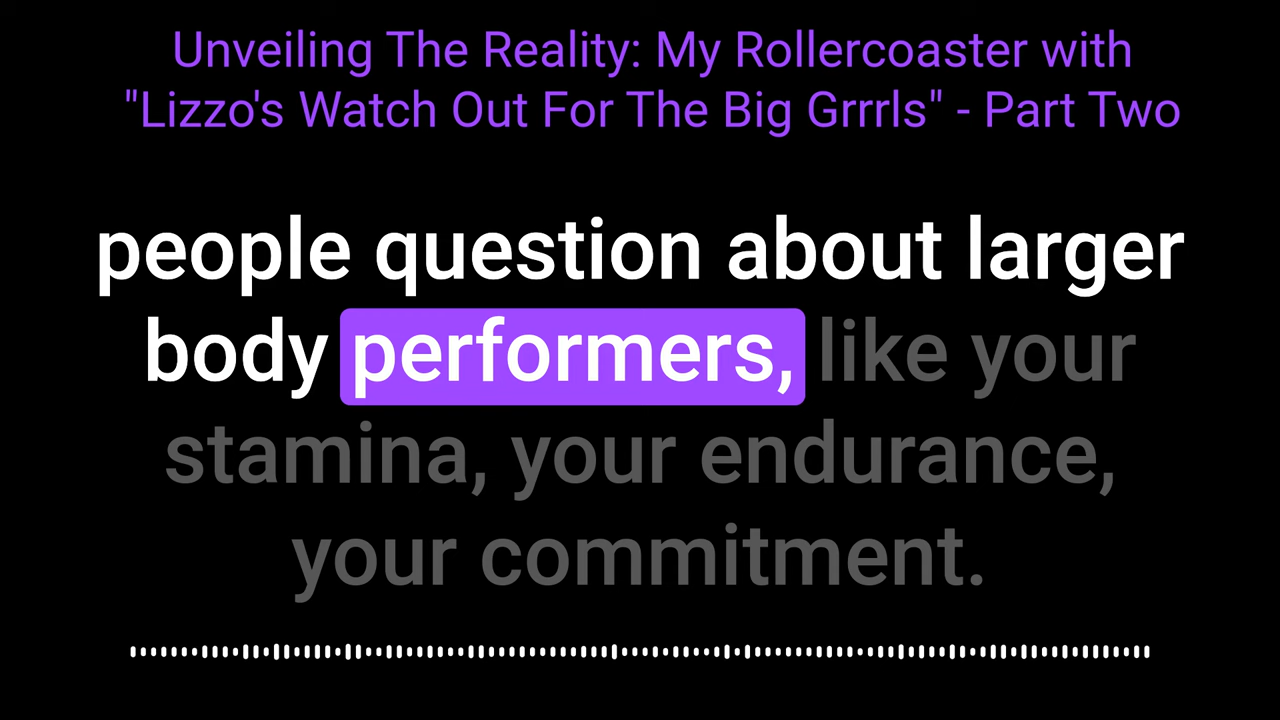 Unveiling The Reality: My Rollercoaster with
"Lizzo's Watch Out For The Big Grrrls" - Part Two
people question about larger
body performers, like your
stamina, your endurance,
your commitment.